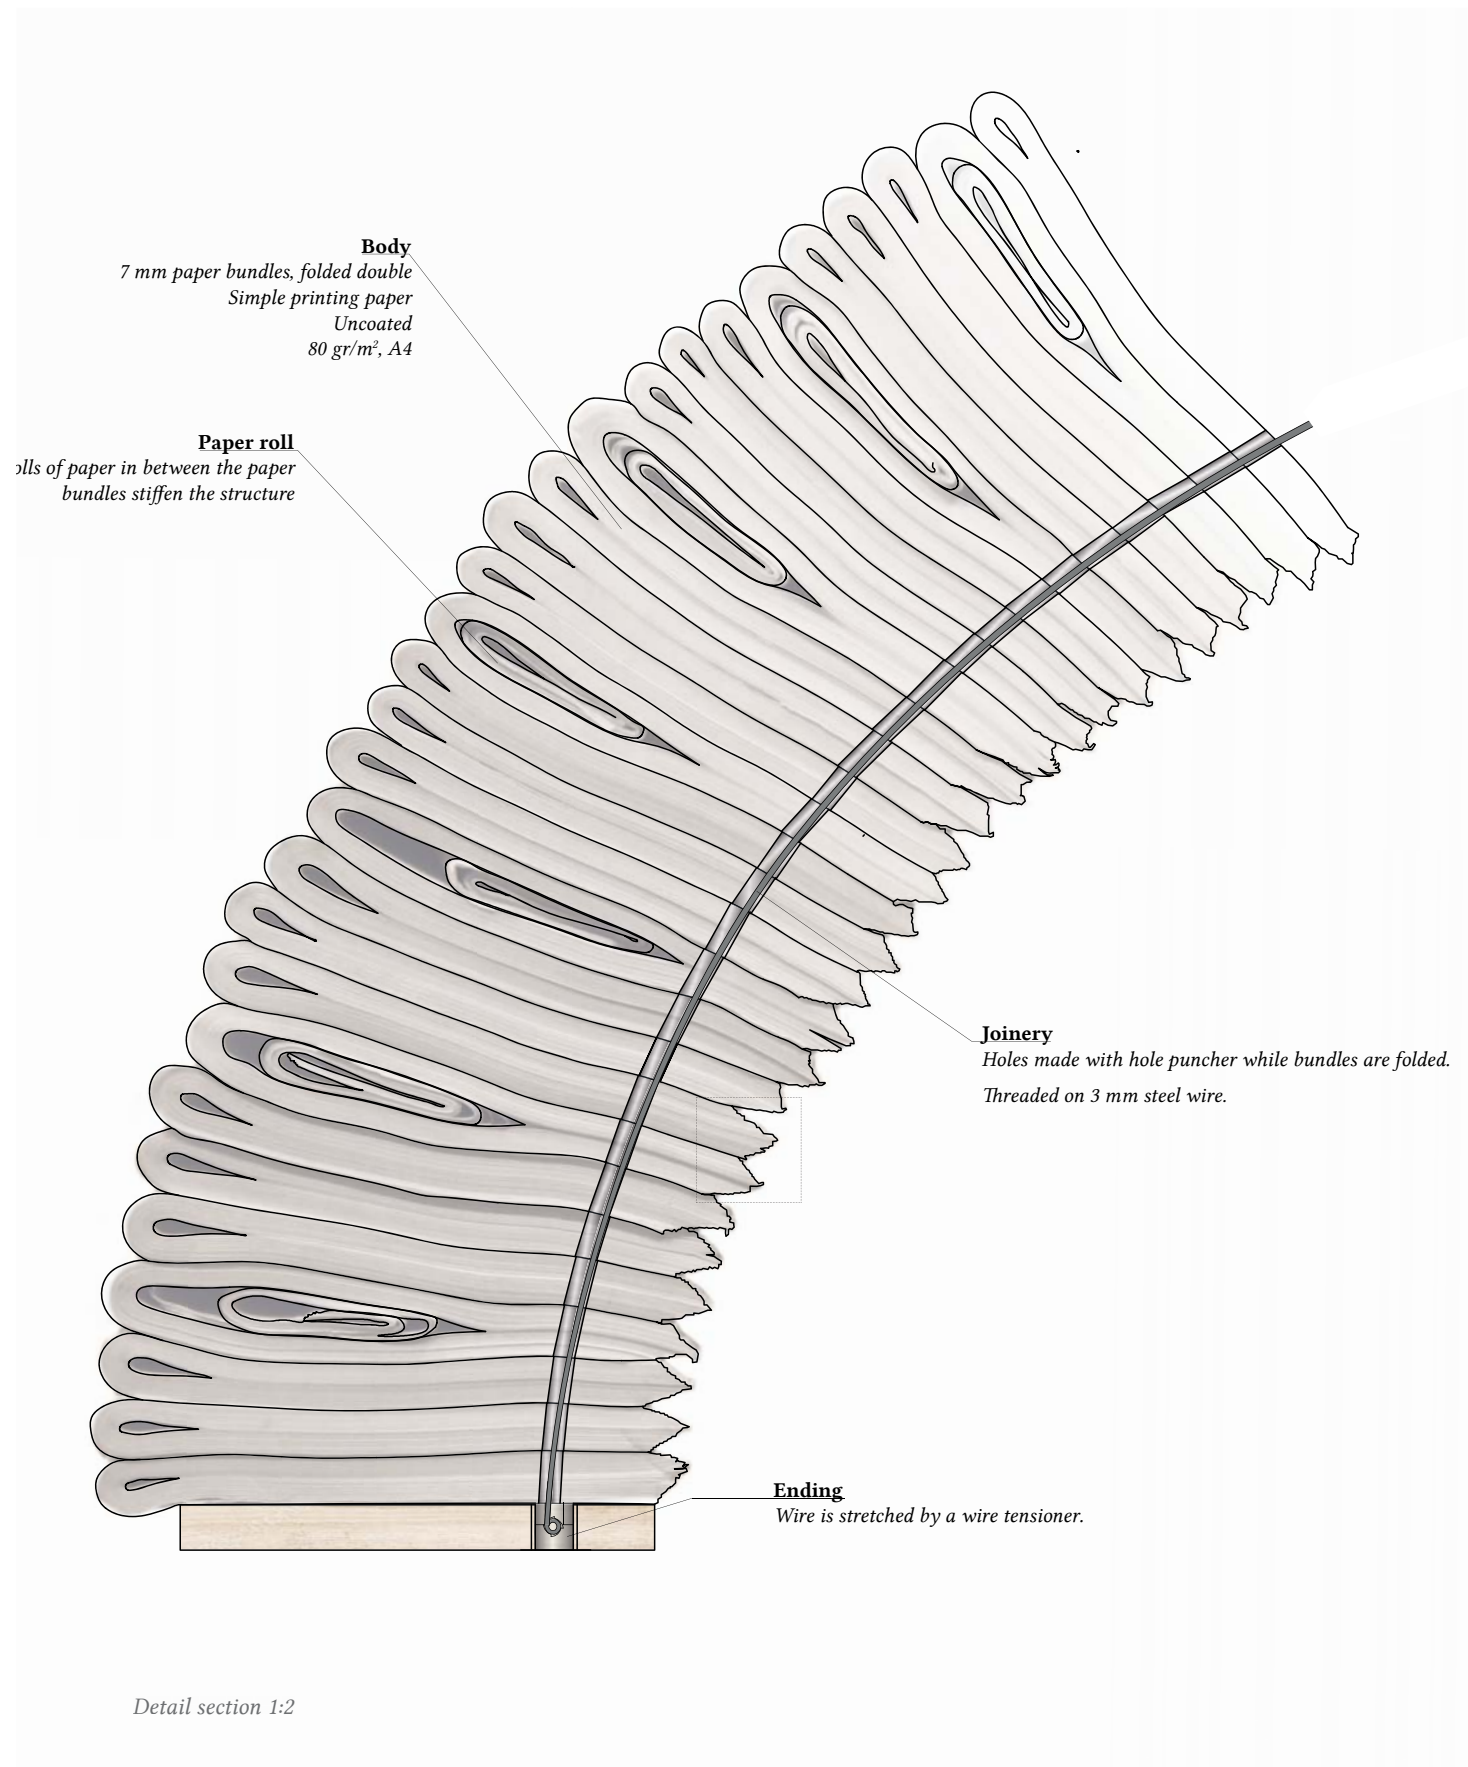 Body
7 mm paper bundles, folded double
Simple printing paper
Uncoated
80 gr/m², A4
Paper roll
of paper in between the paper
bundles stiffen the structure
Joinery
Holes made with hole puncher while bundles are folded.
Threaded on 3 mm steel wire.
Ending
Wire is stretched by a wire tensioner.
Detail section 1:2